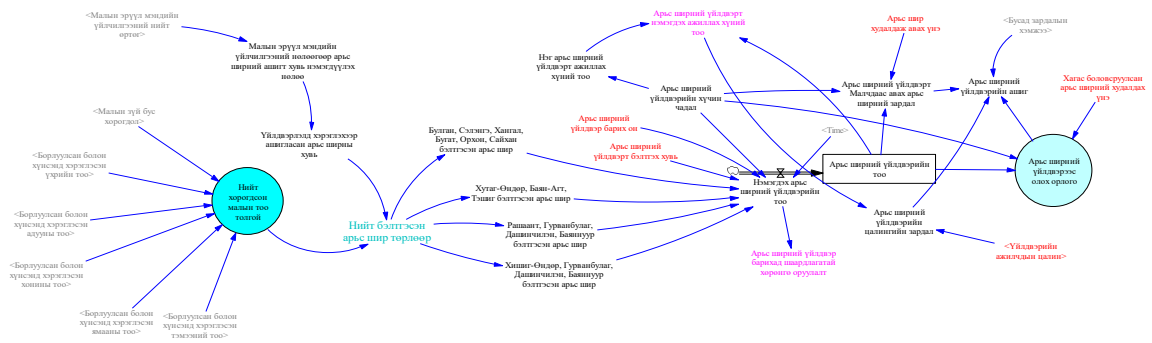 <Малын эрүүл мэндийн
үйлчилгээний нийт
өртөг>
Малын эрүүл мэндийн
үйлчилгээний нөлөөгөөр арьс
ширний ашигт хувь нэмэгдүүлэх
нөлөө
<Малын зүй бус
хорогдол>
Үйлдвэрлэлд хэрэглэхээр
ашигласан арьс ширны
хувь
<Борлуулсан болон
хүнсэнд хэрэглэсэн
үхрийн тоо>
Нийт
хорогдсон
малын тоо
толгой
<Борлуулсан болон
хүнсэнд хэрэглэсэн
адууны тоо>
<Борлуулсан болон
хүнсэнд хэрэглэсэн
хонины тоо>
<Борлуулсан болон
хүнсэнд хэрэглэсэн
ямааны тоо>
<Борлуулсан болон
хүнсэнд хэрэглэсэн
тэмээний тоо>
Нийт бэлтгэсэн
арьс шир төрлөөр
Булган, Сэлэнгэ, Хангал,
Бугат, Орхон, Сайхан
бэлтгэсэн арьс шир
Хутаг-Өндөр, Баян-Агт,
Тэшиг бэлтгэсэн арьс шир
Рашаант, Гурванбулаг,
Дашинчилэн, Баяннуур
бэлтгэсэн арьс шир
Хишиг-Өндөр, Гурванбулаг,
Дашинчилэн, Баяннуур
бэлтгэсэн арьс шир
Арьс ширний үйлдвэрт
нэмэгдэх ажиллах хүний
тоо
Нэг арьс ширний
үйлдвэрт ажиллах
хүний тоо
Арьс ширний
үйлдвэрийн хүчин
чадал
Арьс ширний
үйлдвэр барих он
Арьс ширний
үйлдвэрт бэлтгэх хувь
<Time>
Нэмэгдэх арьс
ширний үйлдвэрийн
тоо
Арьс ширний үйлдвэр
барихад шаардлагатай
хөрөнгө оруулалт
Арьс шир
худалдаж авах үнэ
Арьс ширний үйлдвэрт
Малчдаас авах арьс
ширний зардал
<Бусад зардалын
хэмжээ>
Арьс ширний
үйлдвэрийн ашиг
Хагас боловсруулсан
арьс ширний худалдах
үнэ
Арьс ширний үйлдвэрийн
тоо
Арьс ширний
үйлдвэрээс
олох орлого
Арьс ширний
үйлдвэрийн
цалингийн зардал
<Үйлдвэрийн
ажилчдын цалин>